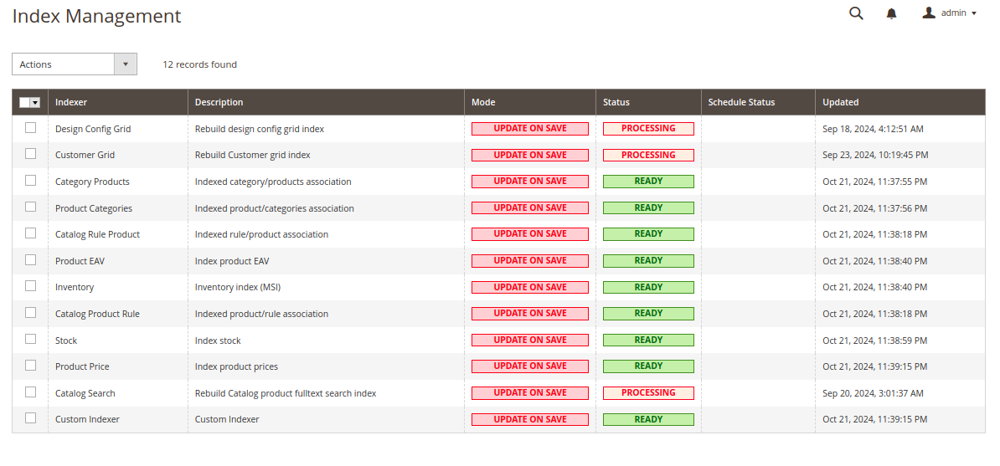 Index Management
admin
Actions
12 records found
Indexer Description Mode Status Schedule Status Updated
Design Config Grid Rebuild design config grid index UPDATE ON SAVE PROCESSING Sep 18, 2024, 4:12:51 AM
Customer Grid Rebuild Customer grid index UPDATE ON SAVE PROCESSING Sep 23, 2024, 10:19:45 PM
Category Products Indexed category/products association UPDATE ON SAVE READY Oct 21, 2024, 11:37:55 PM
Product Categories Indexed product/categories association UPDATE ON SAVE READY Oct 21, 2024, 11:37:56 PM
Catalog Rule Product Indexed rule/product association UPDATE ON SAVE READY Oct 21, 2024, 11:38:18 PM
Product EAV Index product EAV UPDATE ON SAVE READY Oct 21, 2024, 11:38:40 PM
Inventory Inventory index (MSI) UPDATE ON SAVE READY Oct 21, 2024, 11:38:40 PM
Catalog Product Rule Indexed product/rule association UPDATE ON SAVE READY Oct 21, 2024, 11:38:18 PM
Stock Index stock UPDATE ON SAVE READY Oct 21, 2024, 11:38:59 PM
Product Price Index product prices UPDATE ON SAVE READY Oct 21, 2024, 11:39:15 PM
Catalog Search Rebuild Catalog product fulltext search index UPDATE ON SAVE PROCESSING Sep 20, 2024, 3:01:37 AM
Custom Indexer Custom Indexer UPDATE ON SAVE READY Oct 21, 2024, 11:39:15 PM